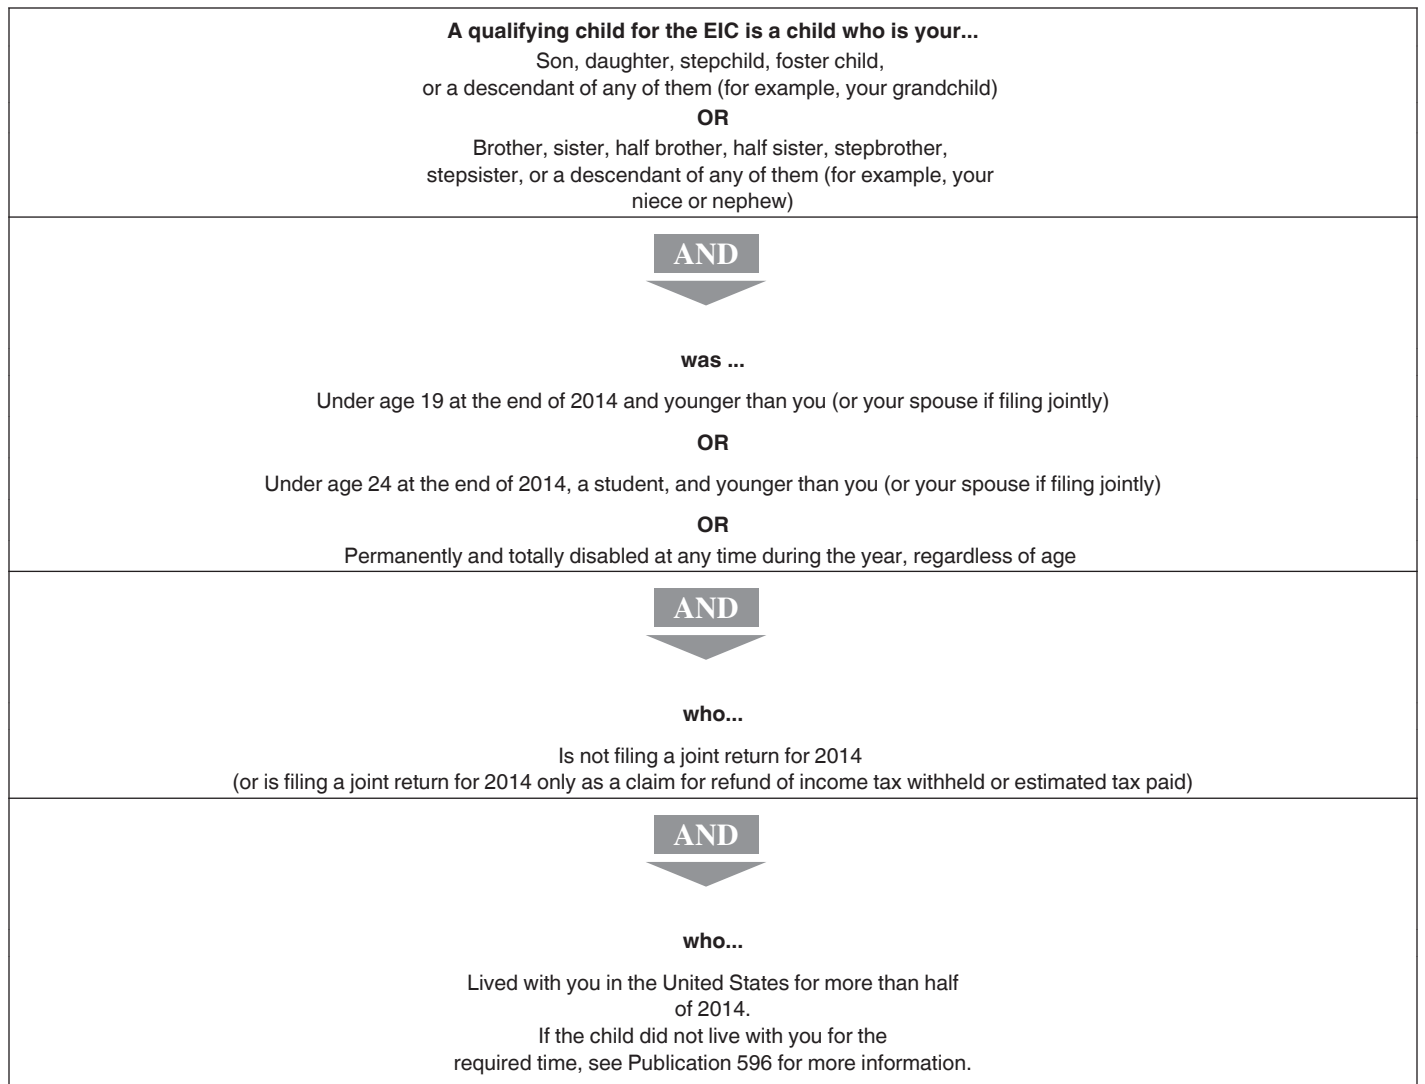 A qualifying child for the EIC is a child who is your...
Son, daughter, stepchild, foster child,
or a descendant of any of them (for example, your grandchild)
OR
Brother, sister, half brother, half sister, stepbrother,
stepsister, or a descendant of any of them (for example, your
niece or nephew)
AND
was ...
Under age 19 at the end of 2014 and younger than you (or your spouse if filing jointly)
OR
Under age 24 at the end of 2014, a student, and younger than you (or your spouse if filing jointly)
OR
Permanently and totally disabled at any time during the year, regardless of age
AND
who...
Is not filing a joint return for 2014
(or is filing a joint return for 2014 only as a claim for refund of income tax withheld or estimated tax paid)
AND
who...
Lived with you in the United States for more than half
of 2014.
If the child did not live with you for the
required time, see Publication 596 for more information.